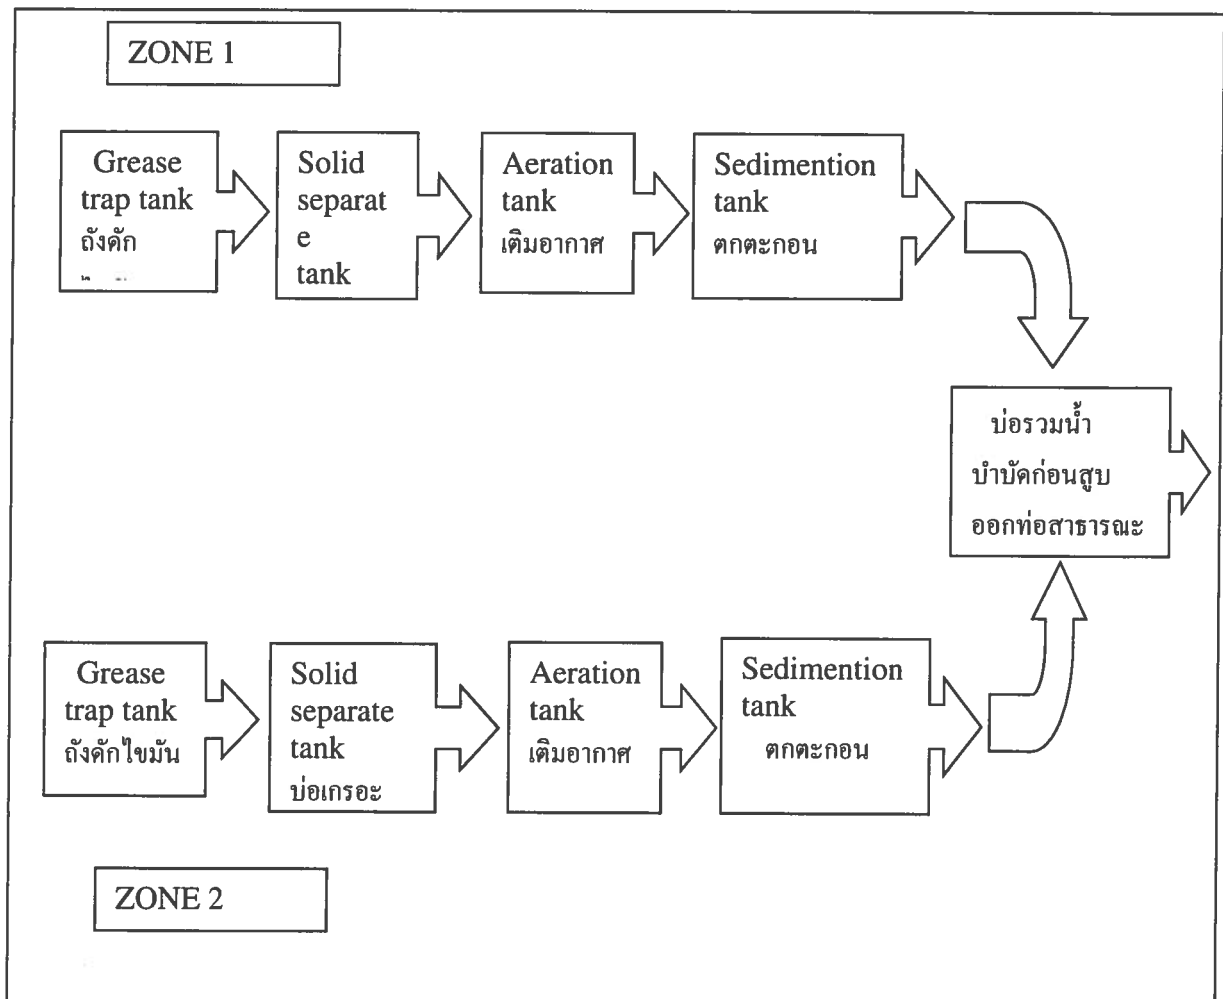 ZONE 1
Grease
trap tank
ถังดัก
Solid
separat
e
tank
Aeration
tank
เติมอากาศ
Sedimention
tank
ตกตะกอน
บ่อรวมน้ำ
บำบัดก่อนสูบ
ออกท่อสาธารณะ
Grease
trap tank
ถังดักไขมัน
Solid
separate
tank
บ่อเกรอะ
Aeration
tank
เติมอากาศ
Sedimention
tank
ตกตะกอน
ZONE 2